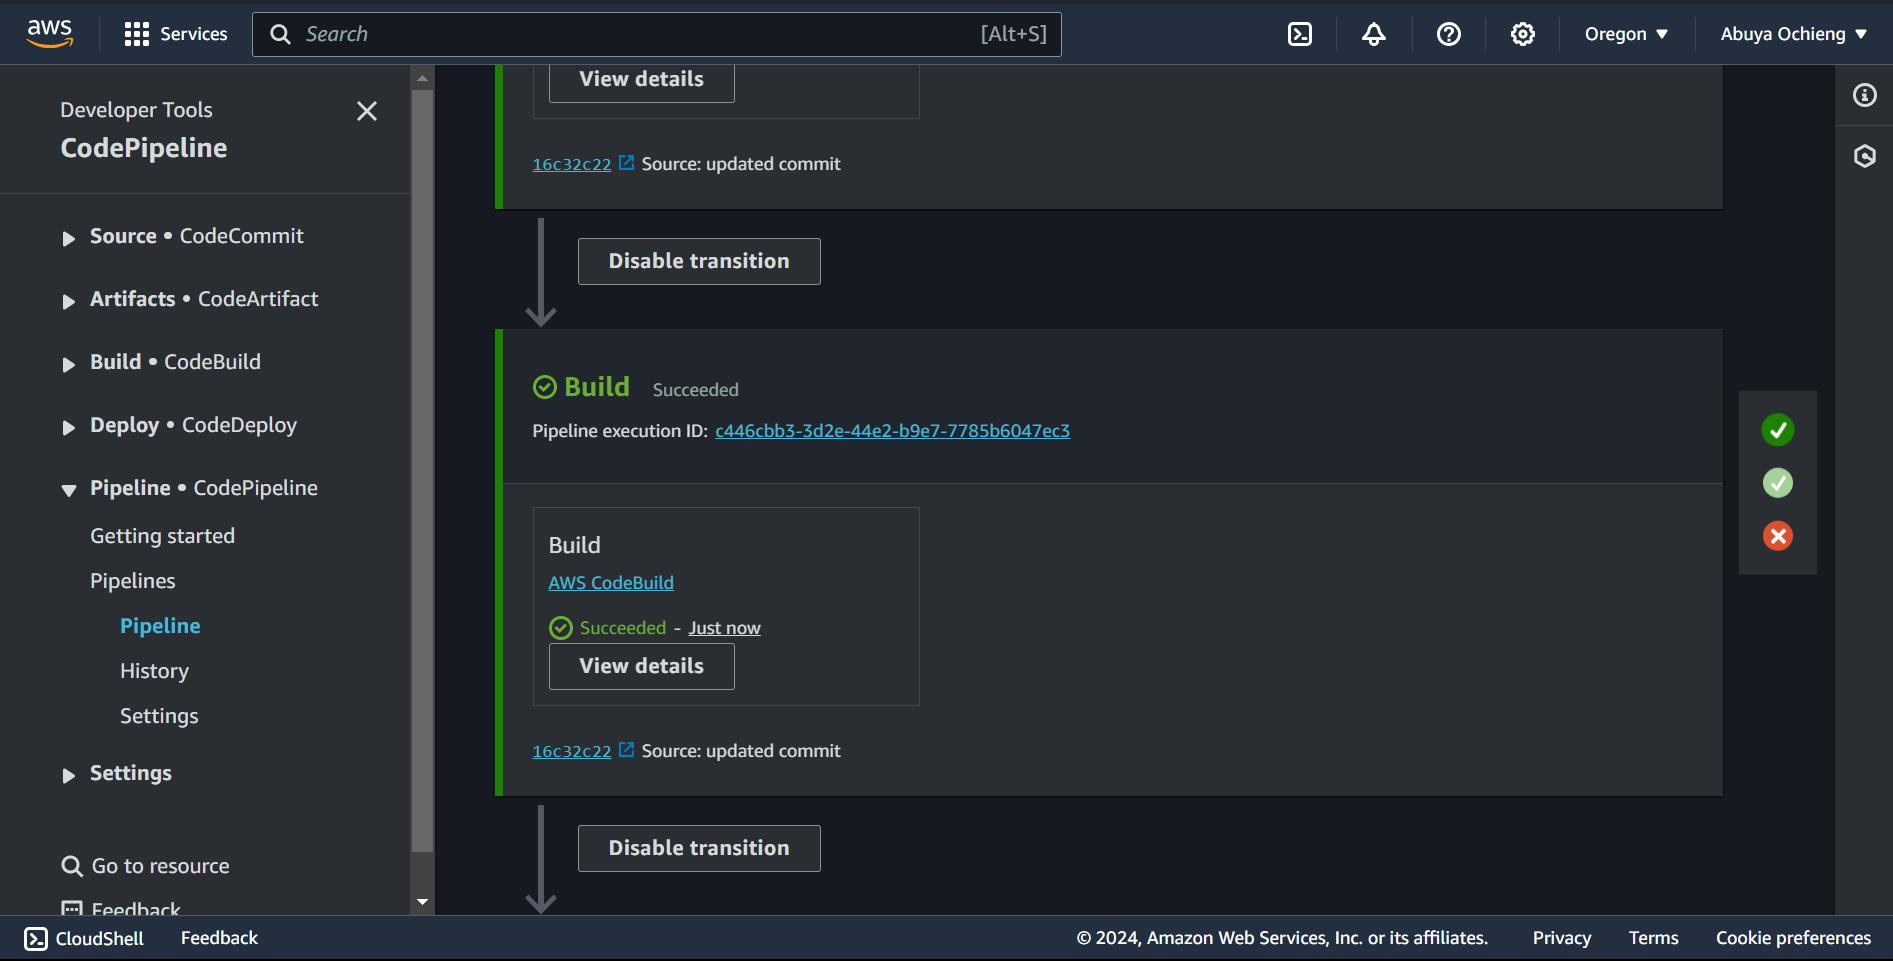 aws
Services
Search
[Alt+S]
Oregon
Abuya Ochieng
Developer Tools
CodePipeline
Source • CodeCommit
Artifacts • CodeArtifact
Build • CodeBuild
Deploy • CodeDeploy
Pipeline • CodePipeline
Getting started
Pipelines
Pipeline
History
Settings
Settings
Go to resource
Feedback
View details
16c32c22 Source: updated commit
Disable transition
Build Succeeded
Pipeline execution ID: c446cbb3-3d2e-44e2-b9e7-7785b6047ec3
Build
AWS CodeBuild
Succeeded - Just now
View details
16c32c22 Source: updated commit
Disable transition
CloudShell
Feedback
© 2024, Amazon Web Services, Inc. or its affiliates.
Privacy
Terms
Cookie preferences